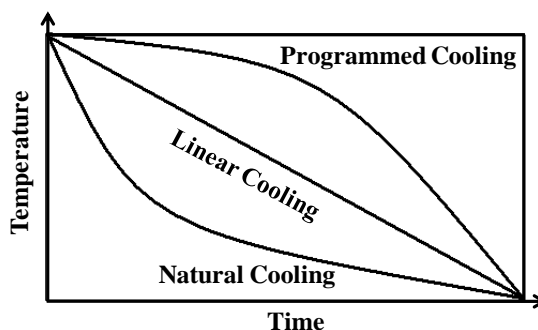 Programmed Cooling
Temperature
Linear Cooling
Natural Cooling
Time